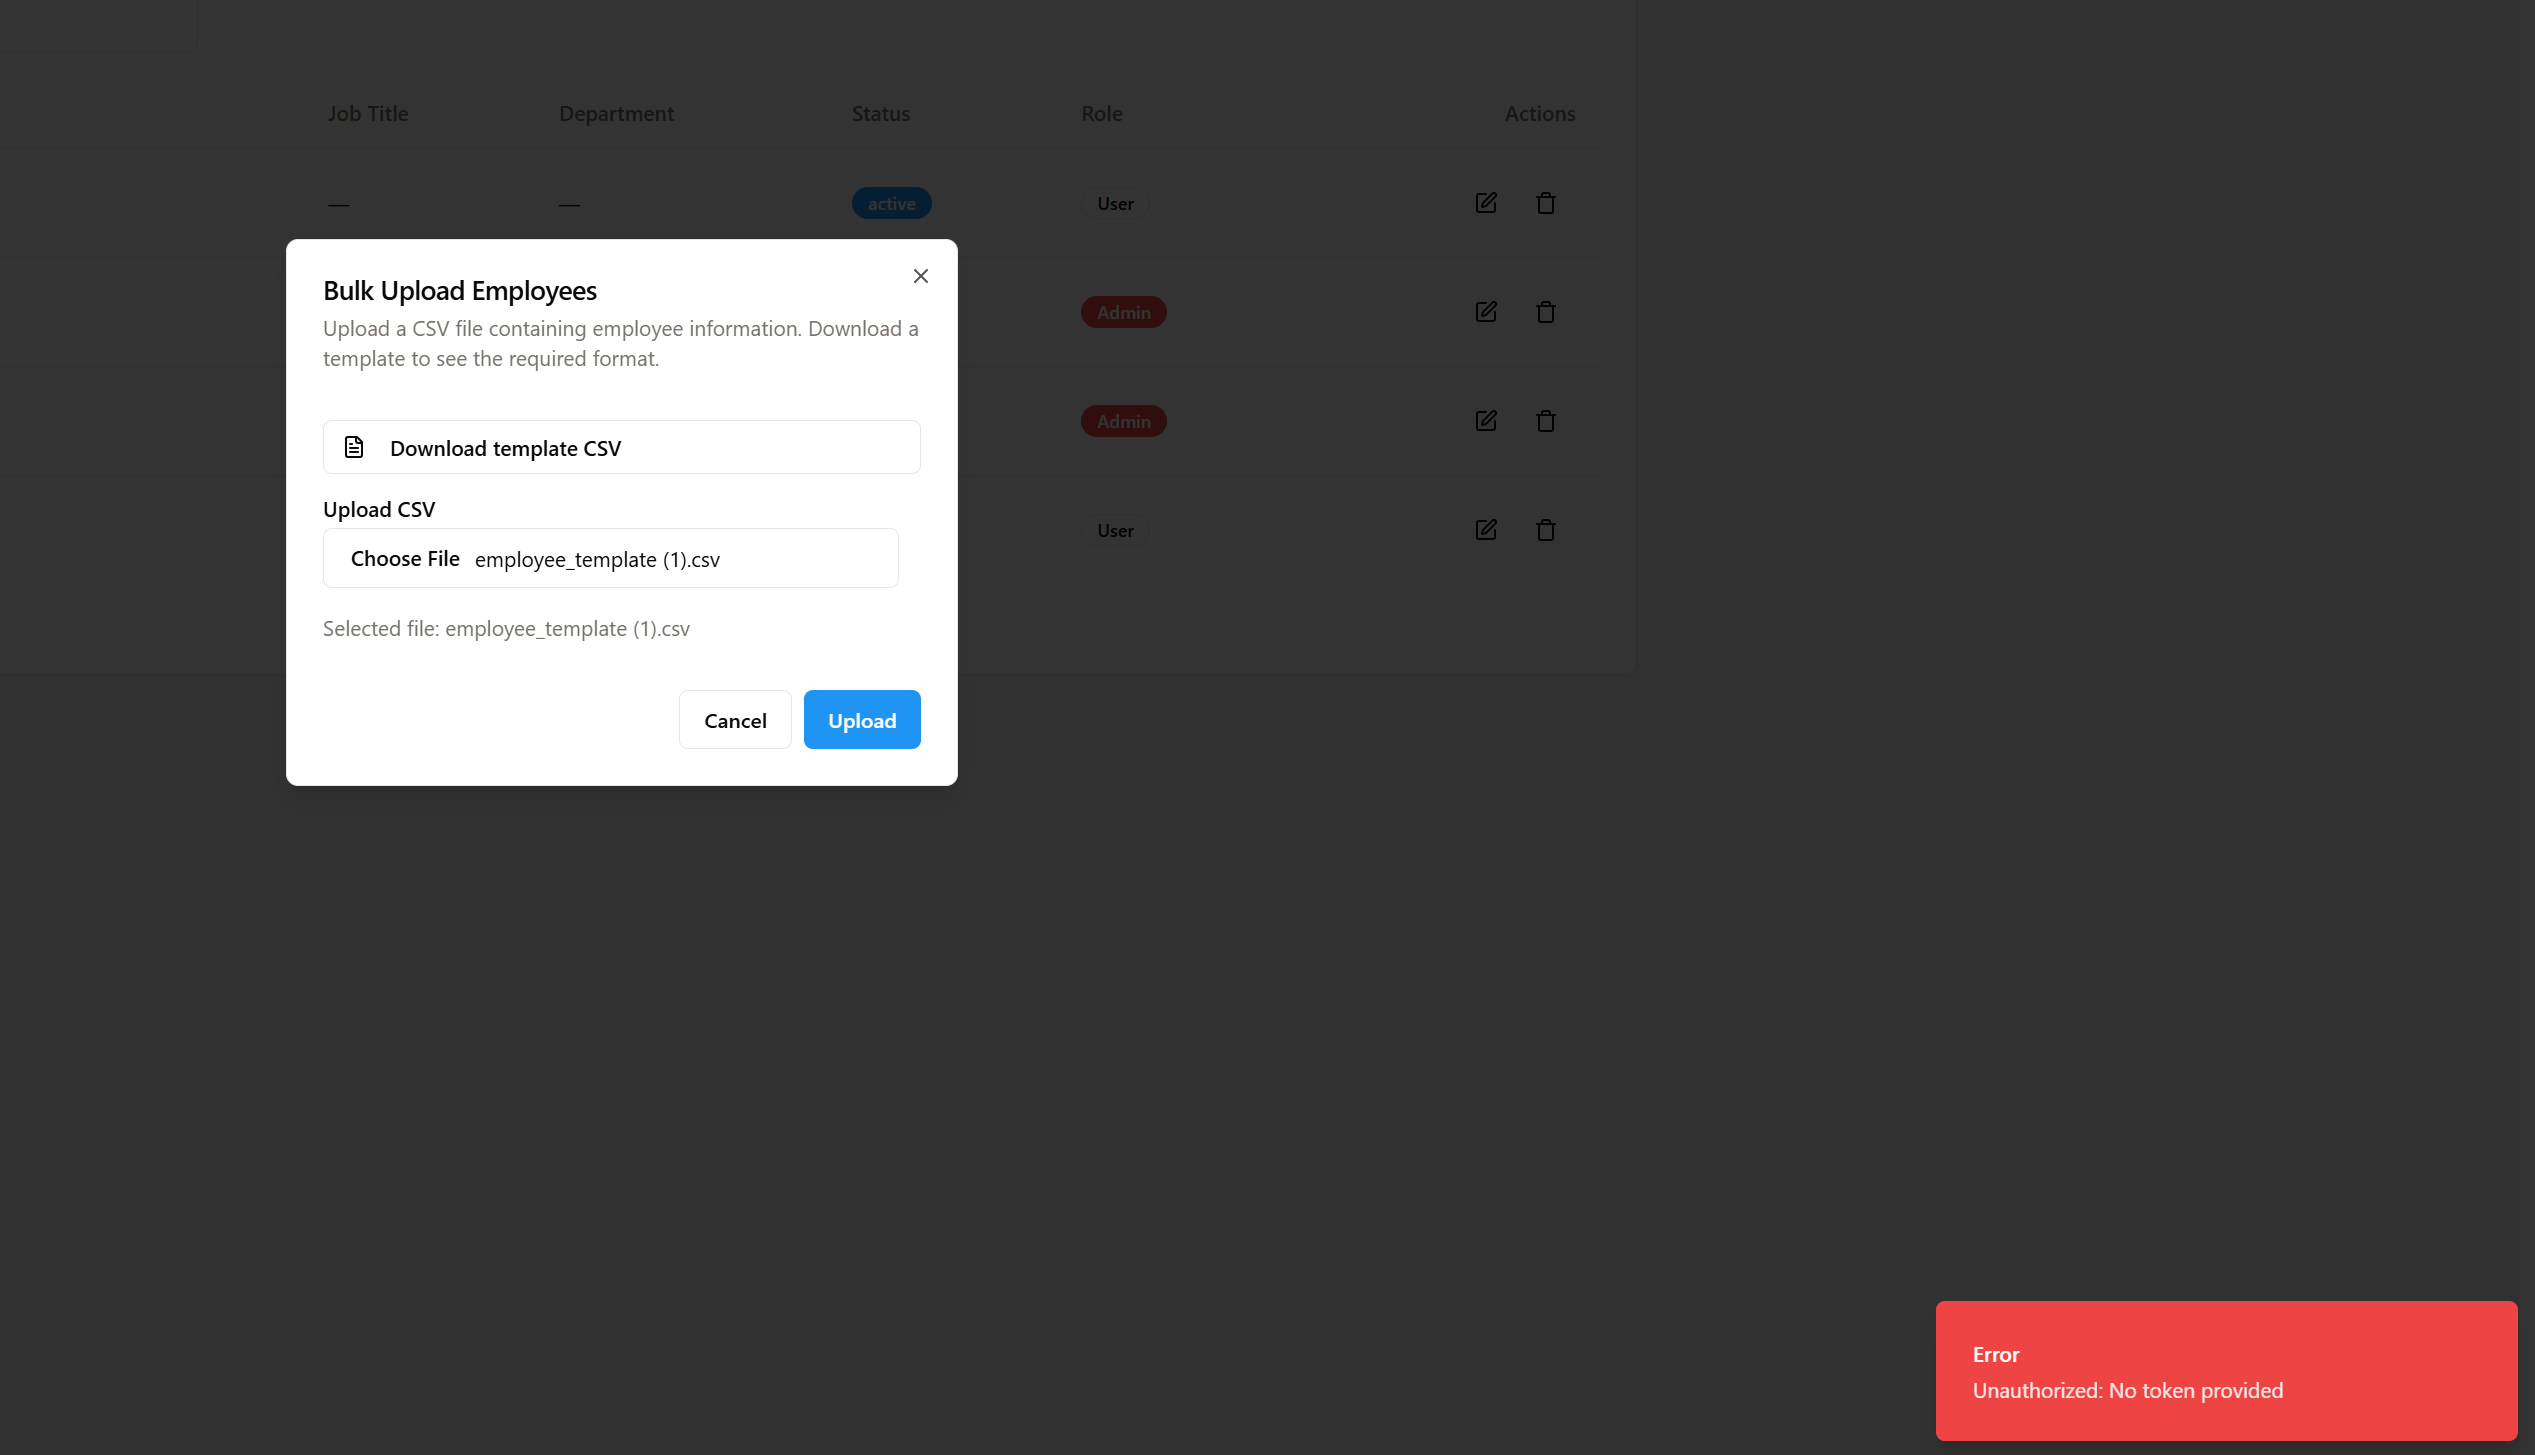 Job Title
Department
Status
Role
Actions
—
—
active
User
Admin
Admin
User
Bulk Upload Employees
Upload a CSV file containing employee information. Download a
template to see the required format.
Download template CSV
Upload CSV
Choose File employee_template (1).csv
Selected file: employee_template (1).csv
Cancel
Upload
Error
Unauthorized: No token provided